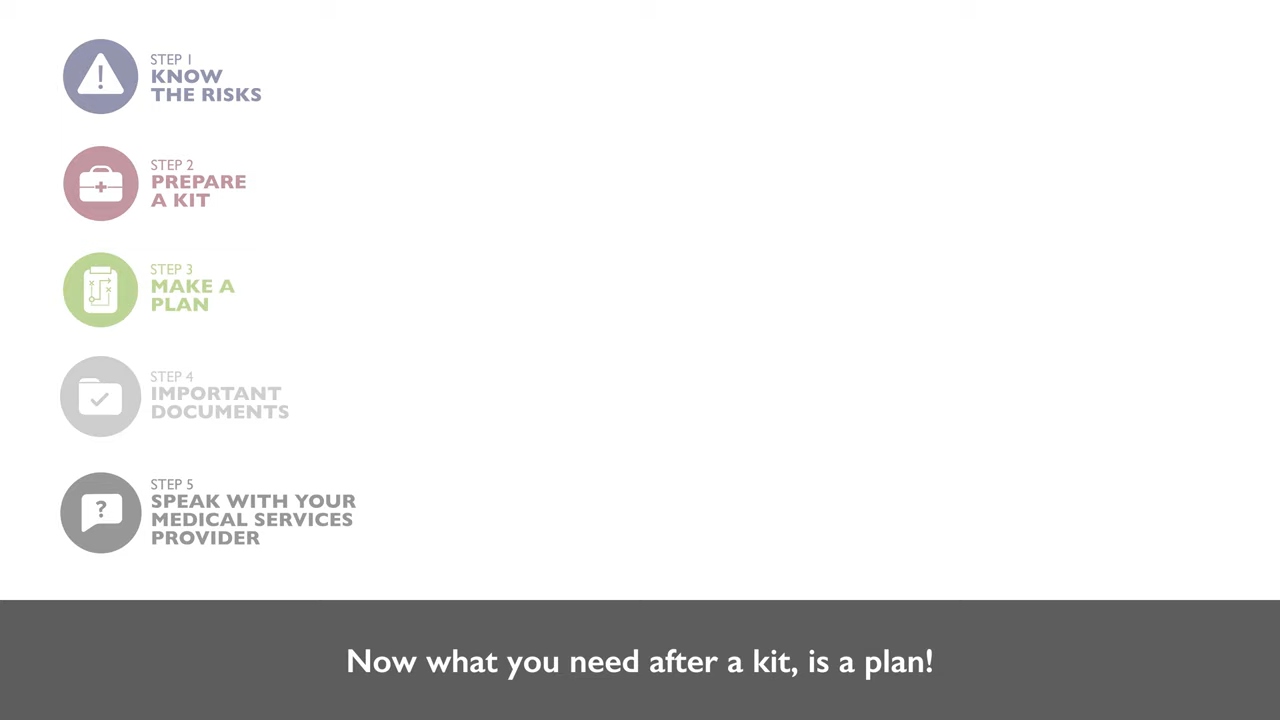 STEP 1
KNOW
THE RISKS
STEP 2
PREPARE
A KIT
STEP 3
MAKE A
PLAN
STEP 4
IMPORTANT
DOCUMENTS
?
STEP 5
SPEAK WITH YOUR
MEDICAL SERVICES
PROVIDER
Now what you need after a kit, is a plan!